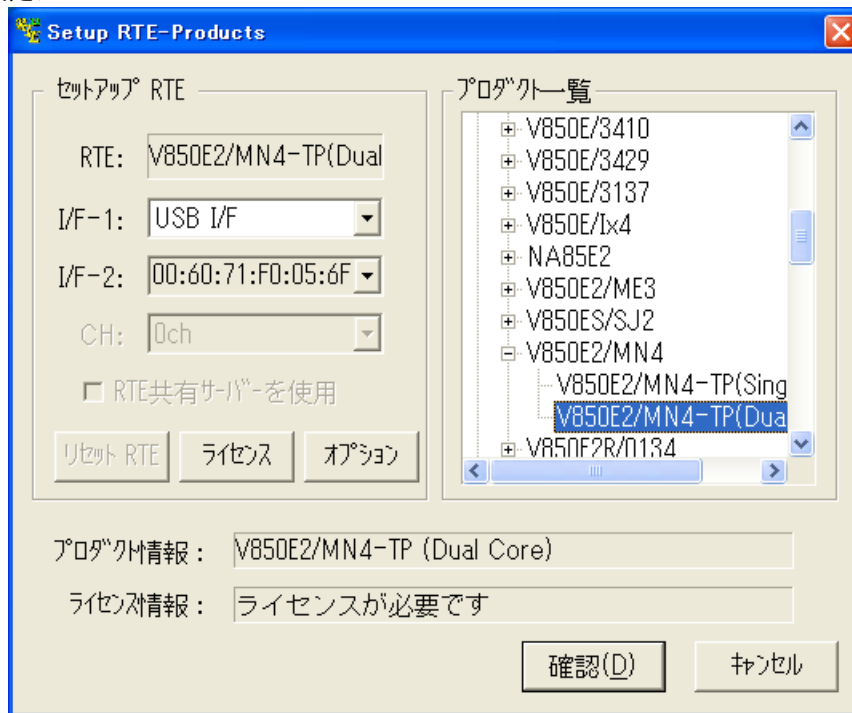 Setup RTE-Products
セットアップ RTE
RTE: V850E2/MN4-TP(Dual
I/F-1: USB I/F
I/F-2: 00:60:71:F0:05:6F
CH: 0ch
RTE共有サーバーを使用
リセット RTE ライセンス オプション
プロダクト一覧
V850E/3410
V850E/3429
V850E/3137
V850E/Ix4
NA85E2
V850E2/ME3
V850ES/SJ2
V850E2/MN4
V850E2/MN4-TP(Sing
V850E2/MN4-TP(Dua
V850E2R/0134
プロダクト情報: V850E2/MN4-TP (Dual Core)
ライセンス情報: ライセンスが必要です
確認(D) キャンセル